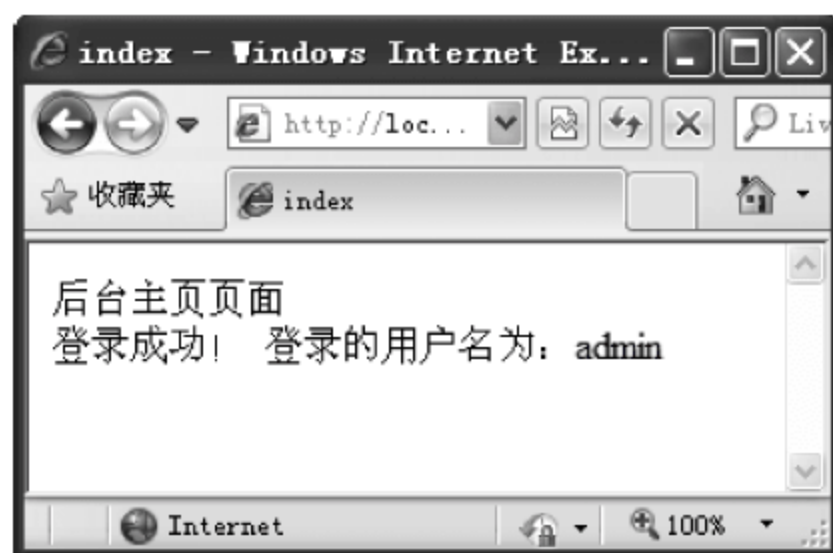 index - Windows Internet Ex...
http://loc... Liv
收藏夹 index
后台主页页面
登录成功! 登录的用户名为：admin
Internet 100%